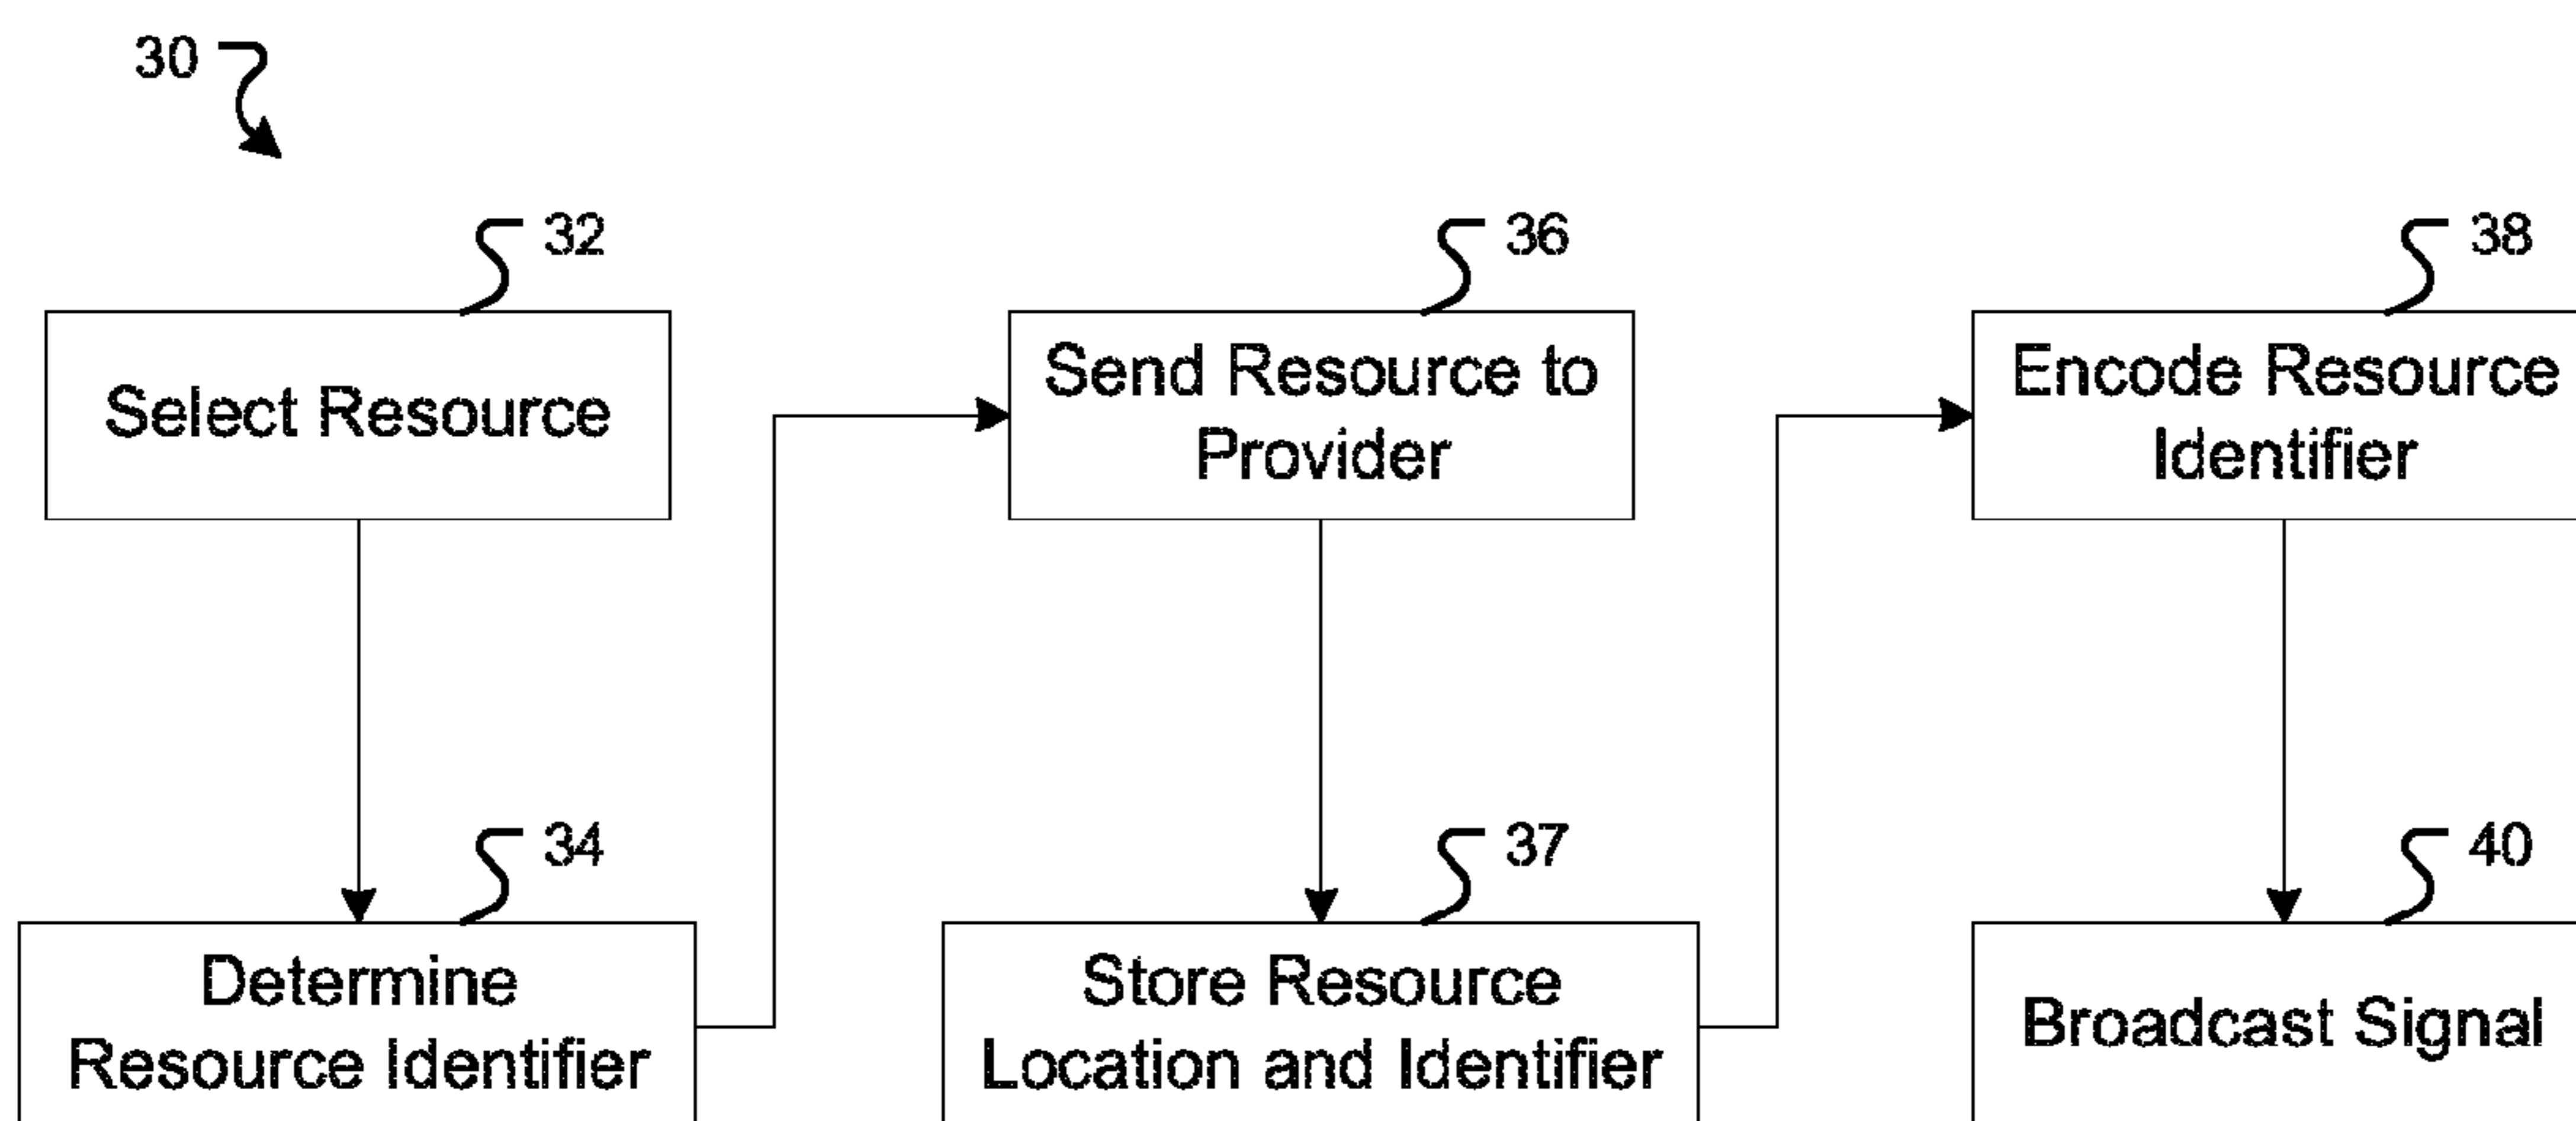 30
32
Select Resource
34
Determine
Resource Identifier
36
Send Resource to
Provider
37
Store Resource
Location and Identifier
38
Encode Resource
Identifier
40
Broadcast Signal